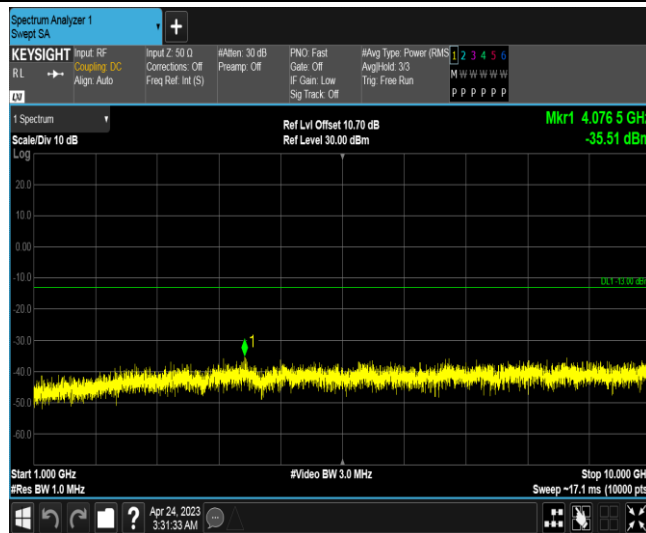 Spectrum Analyzer 1
Swept SA
+
KEYSIGHT
RL
LXI
Input: RF
Coupling: DC
Align: Auto
Input Z: 50 Ω
Corrections: Off
Freq Ref: Int (S)
#Atten: 30 dB
Preamp: Off
PNO: Fast
Gate: Off
IF Gain: Low
Sig Track: Off
#Avg Type: Power (RMS
Avg|Hold: 3/3
Trig: Free Run
1 2 3 4 5 6
M W W W W W
P P P P P P
1 Spectrum
Scale/Div 10 dB
Ref Lvl Offset 10.70 dB
Ref Level 30.00 dBm
Mkr1 4.076 5 GHz
-35.51 dBm
Log
20.0
10.0
0.00
-10.0
DL1 -13.00 dBm
-20.0
-30.0
1
-40.0
-50.0
-60.0
Start 1.000 GHz
#Video BW 3.0 MHz
Stop 10.000 GHz
#Res BW 1.0 MHz
Sweep ~17.1 ms (10000 pts
?
Apr 24, 2023
3:31:33 AM